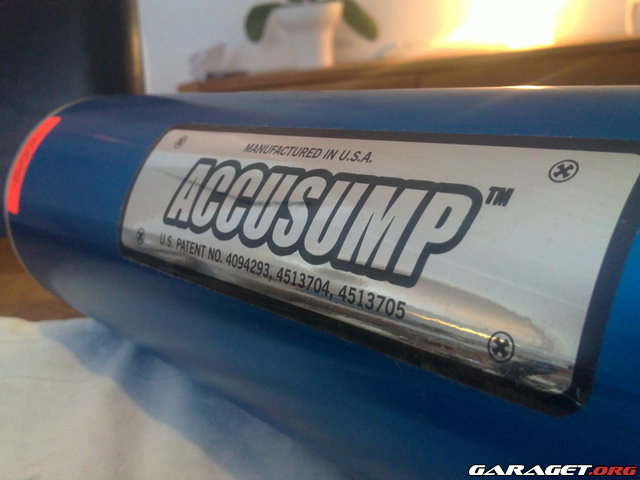 MANUFACTURED IN U.S.A.
ACCUSUMP™
U.S. PATENT NO. 4094293, 4513704, 4513705
GARAGET.ORG